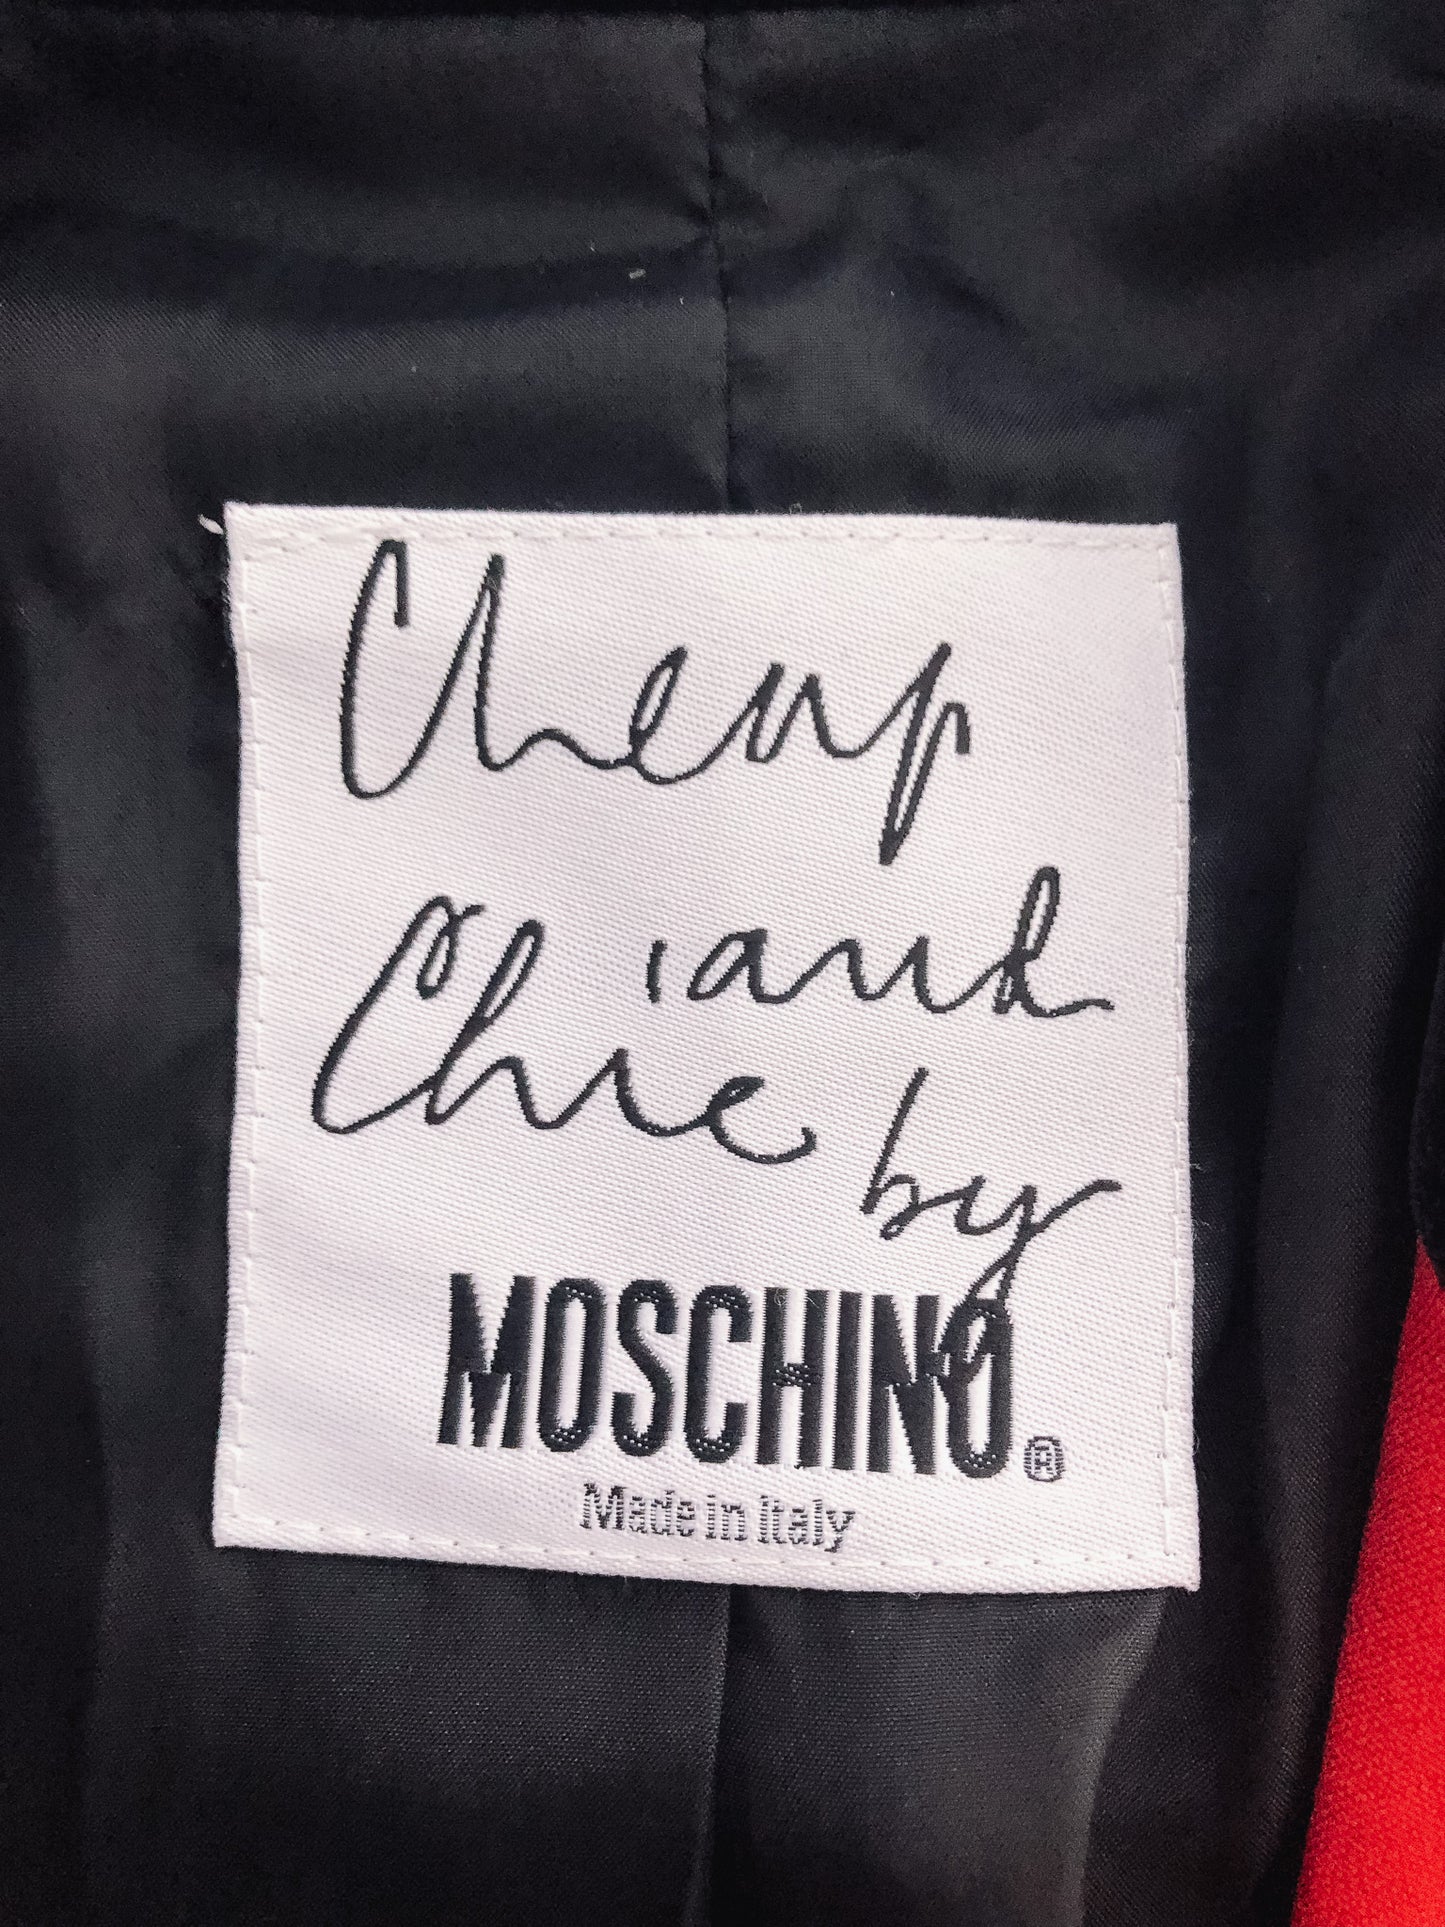 Cheap
and
Chic by
MOSCHINO®
Made in Italy